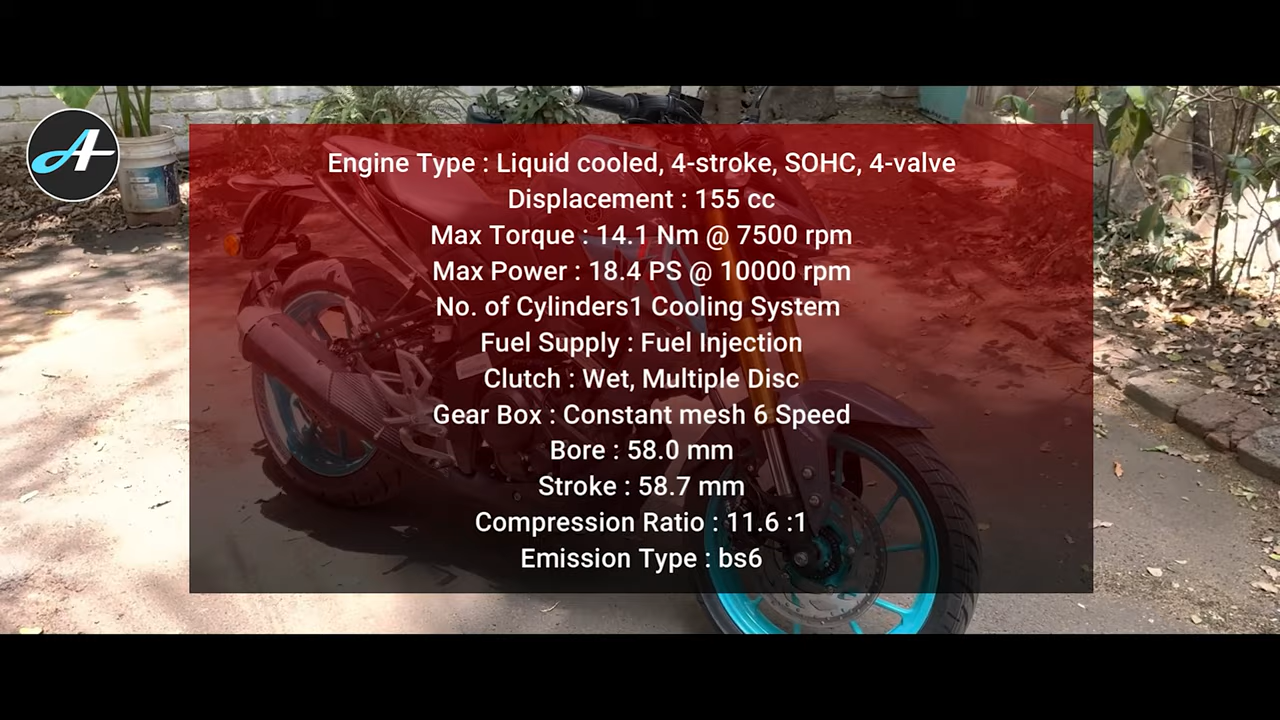 Engine Type : Liquid cooled, 4-stroke, SOHC, 4-valve
Displacement : 155 cc
Max Torque : 14.1 Nm @ 7500 rpm
Max Power : 18.4 PS @ 10000 rpm
No. of Cylinders1 Cooling System
Fuel Supply : Fuel Injection
Clutch : Wet, Multiple Disc
Gear Box : Constant mesh 6 Speed
Bore : 58.0 mm
Stroke : 58.7 mm
Compression Ratio : 11.6 :1
Emission Type : bs6